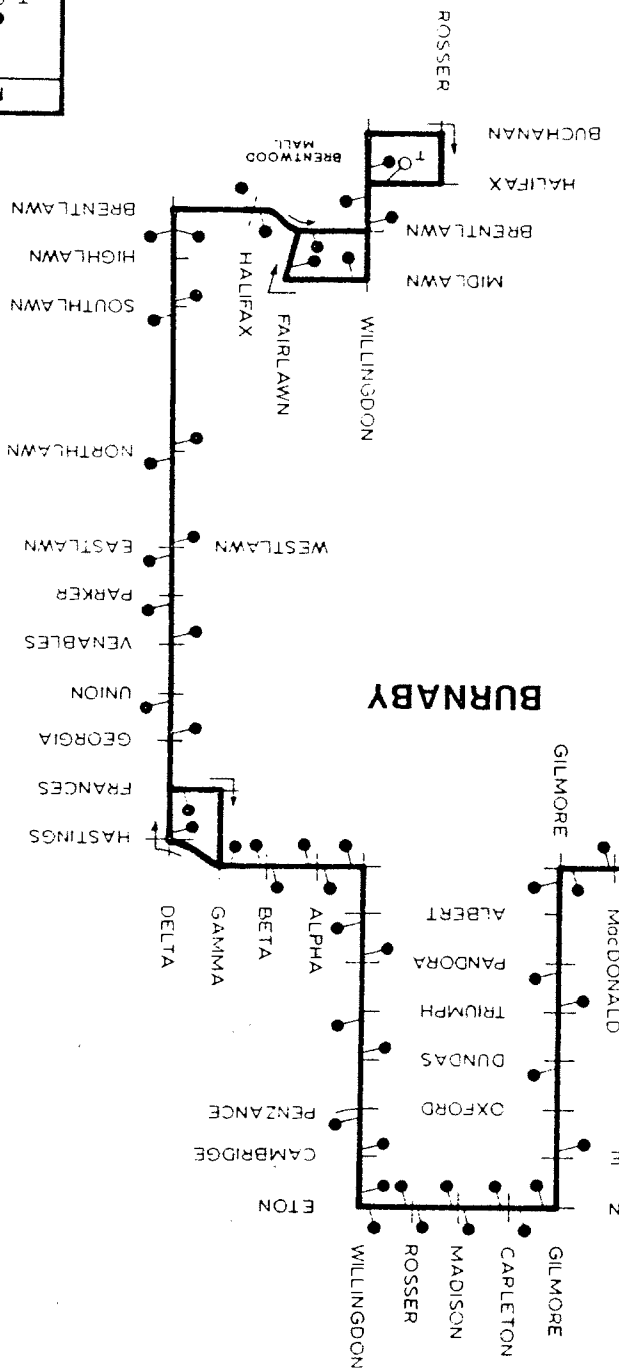 ROSSER
BUCHANAN
HALIFAX
BRENTLAWN
MIDLAWN
T
BRENTWOOD
MALL
BRENTLAWN
HIGHLAWN
SOUTHLAWN
HALIFAX
FAIRLAWN
WILLINGDON
NORTHLAWN
EASTLAWN
WESTLAWN
PARKER
VENABLES
UNION
GEORGIA
FRANCES
HASTINGS
BURNABY
GILMORE
DELTA
GAMMA
BETA
ALPHA
ALBERT
PANDORA
TRIUMPH
DUNDAS
OXFORD
MacDONALD
PENZANCE
CAMBRIDGE
ETON
WILLINGDON
ROSSER
MADISON
CARLETON
GILMORE